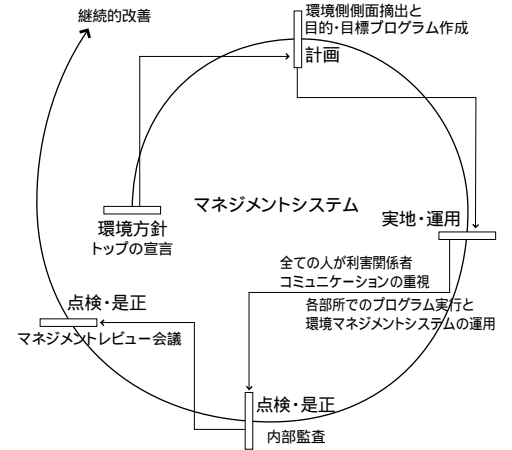 継続的改善
環境側側面摘出と
目的・目標プログラム作成
計画
マネジメントシステム
環境方針
トップの宣言
実地・運用
全ての人が利害関係者
コミュニケーションの重視
各部所でのプログラム実行と
環境マネジメントシステムの運用
点検・是正
マネジメントレビュー会議
点検・是正
内部監査